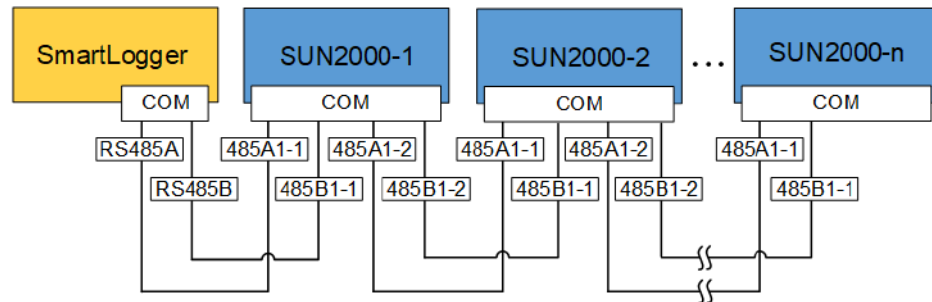 SmartLogger
SUN2000-1
SUN2000-2
...
SUN2000-n
COM
COM
COM
COM
RS485A
485A1-1
485A1-2
485A1-1
485A1-2
485A1-1
RS485B
485B1-1
485B1-2
485B1-1
485B1-2
485B1-1